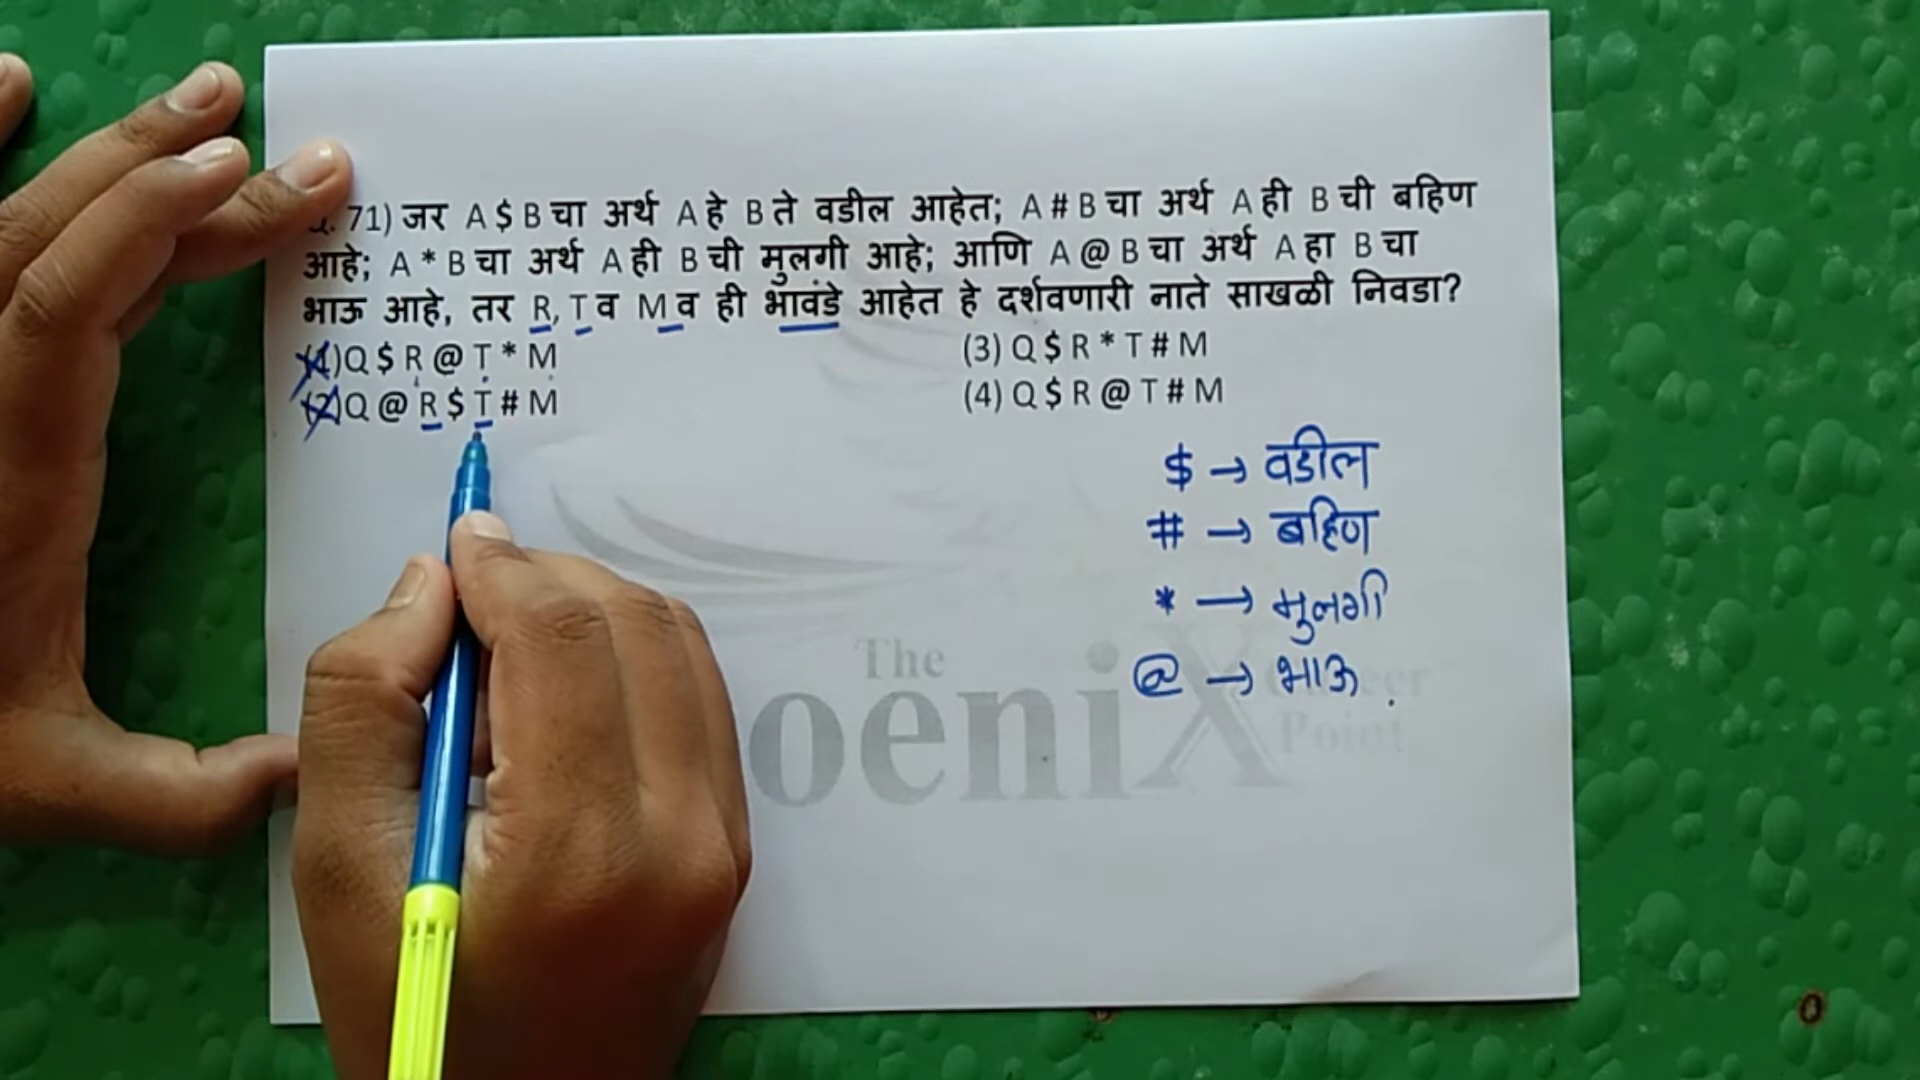 71) जर A $ B चा अर्थ A हे B ते वडील आहेत; A # B चा अर्थ A ही B ची बहिण
आहे; A * B चा अर्थ A ही B ची मुलगी आहे; आणि A @ B चा अर्थ A हा B चा
भाऊ आहे, तर R, T व M व ही भावंडे आहेत हे दर्शवणारी नाते साखळी निवडा?
(1) Q $ R @ T * M (3) Q $ R * T # M
(2) Q @ R $ T # M (4) Q $ R @ T # M
$ → वडील
# → बहिण
* → मुलगी
@ → भाऊ
The
oeniX
Point